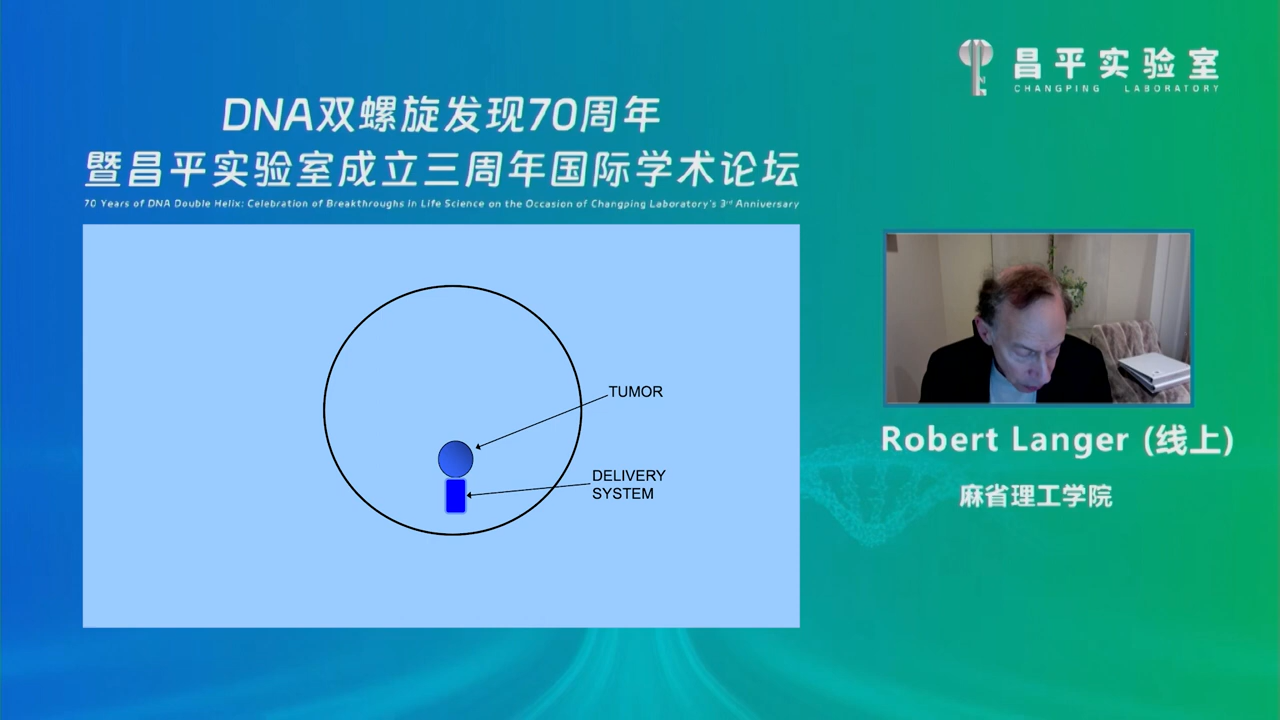 昌平实验室
CHANGPING LABORATORY
DNA双螺旋发现70周年
暨昌平实验室成立三周年国际学术论坛
70 Years of DNA Double Helix: Celebration of Breakthroughs in Life Science on the Occasion of Changping Laboratory's 3rd Anniversary
TUMOR
DELIVERY
SYSTEM
Robert Langer (线上)
麻省理工学院